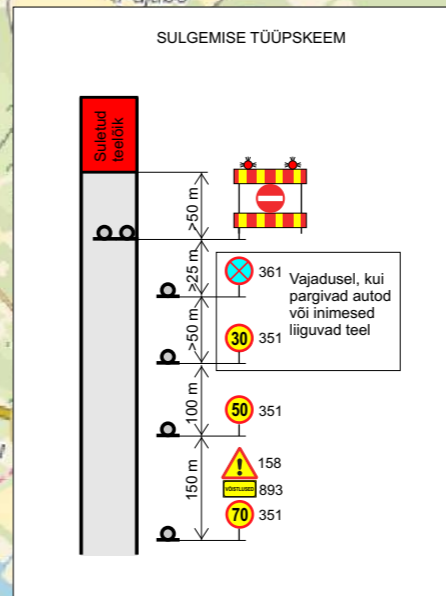 SULGEMISE TÜÜPSKEEM
Suletud
teelõik
>50 m
>25 m
361
Vajadusel, kui
pargivad autod
või inimesed
liiguvad teel
>50 m
30
351
100 m
50
351
150 m
!
158
VÕISTLUSED
893
70
351